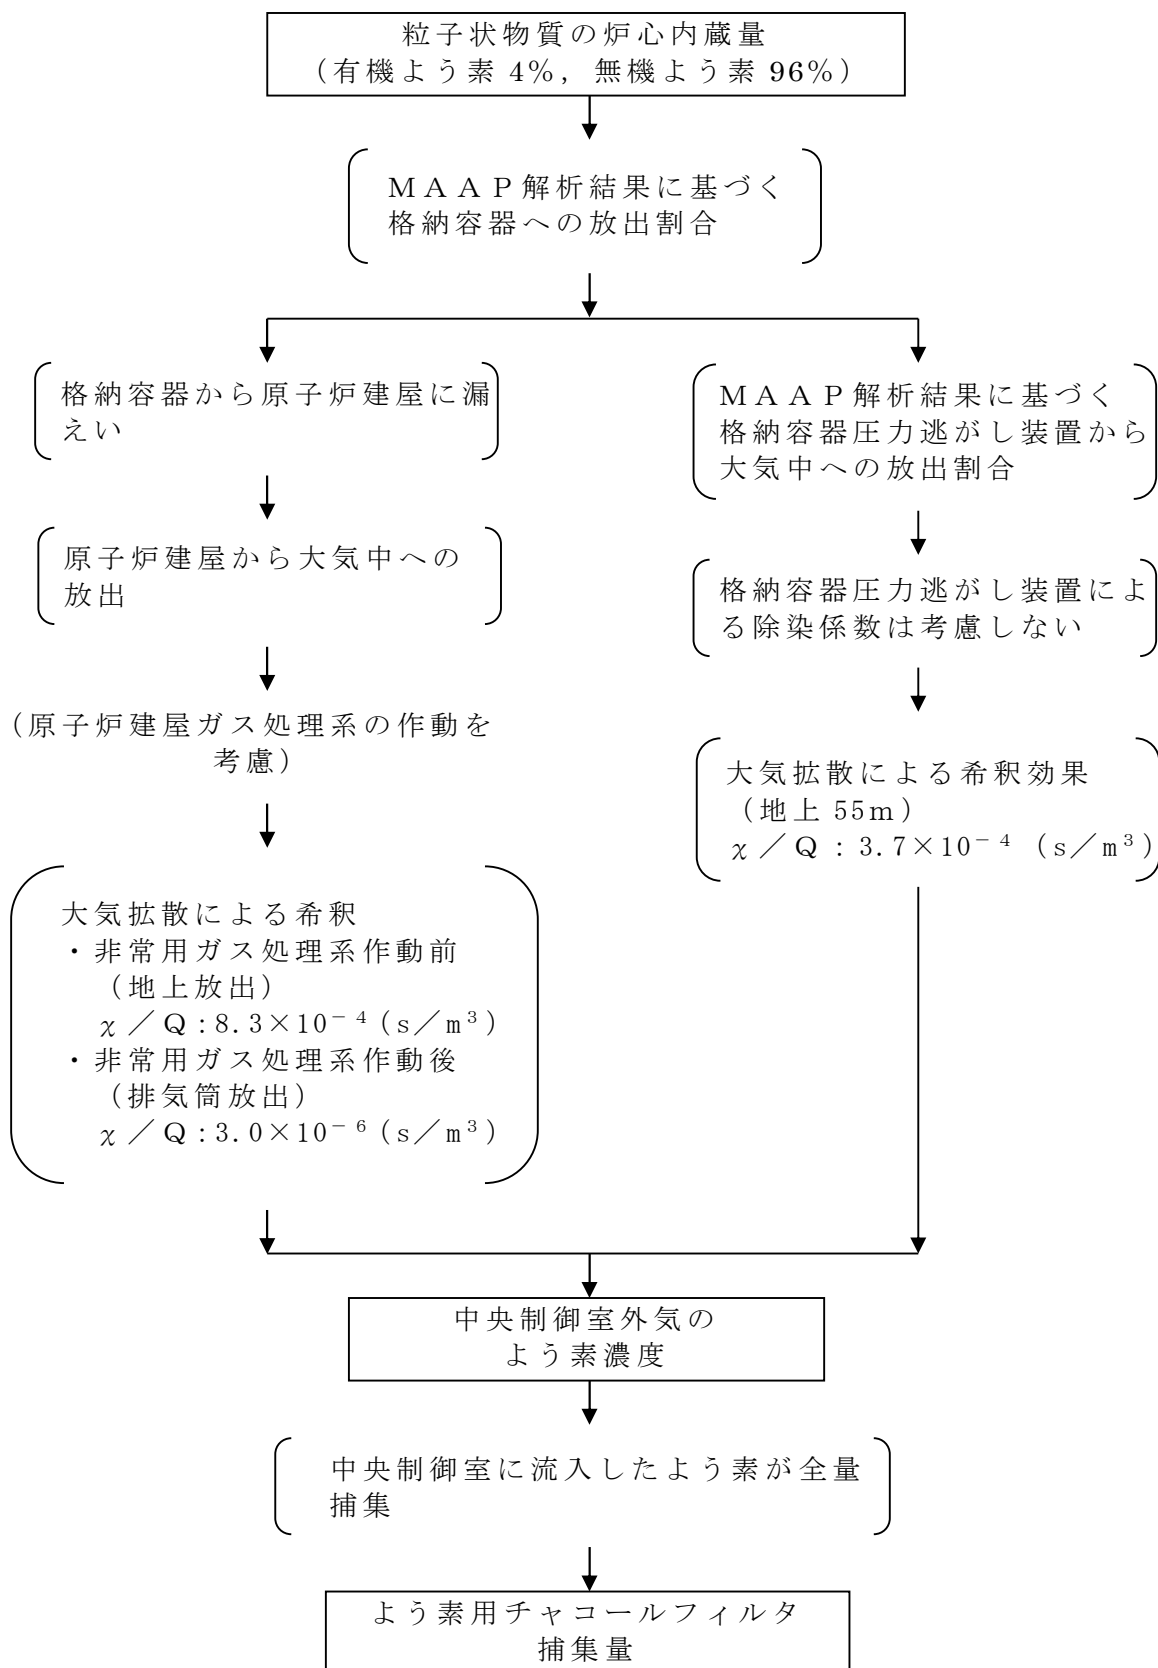 粒子状物質の炉心内蔵量
（有機よう素 4％，無機よう素 96％）
ＭＡＡＰ解析結果に基づく
格納容器への放出割合
格納容器から原子炉建屋に漏
えい
原子炉建屋から大気中への
放出
（原子炉建屋ガス処理系の作動を
考慮）
大気拡散による希釈
・非常用ガス処理系作動前
（地上放出）
χ／Q：8.3×10⁻⁴（s／m³）
・非常用ガス処理系作動後
（排気筒放出）
χ／Q：3.0×10⁻⁶（s／m³）
ＭＡＡＰ解析結果に基づく
格納容器圧力逃がし装置から
大気中への放出割合
格納容器圧力逃がし装置によ
る除染係数は考慮しない
大気拡散による希釈効果
（地上 55m）
χ／Q：3.7×10⁻⁴（s／m³）
中央制御室外気の
よう素濃度
中央制御室に流入したよう素が全量
捕集
よう素用チャコールフィルタ
捕集量